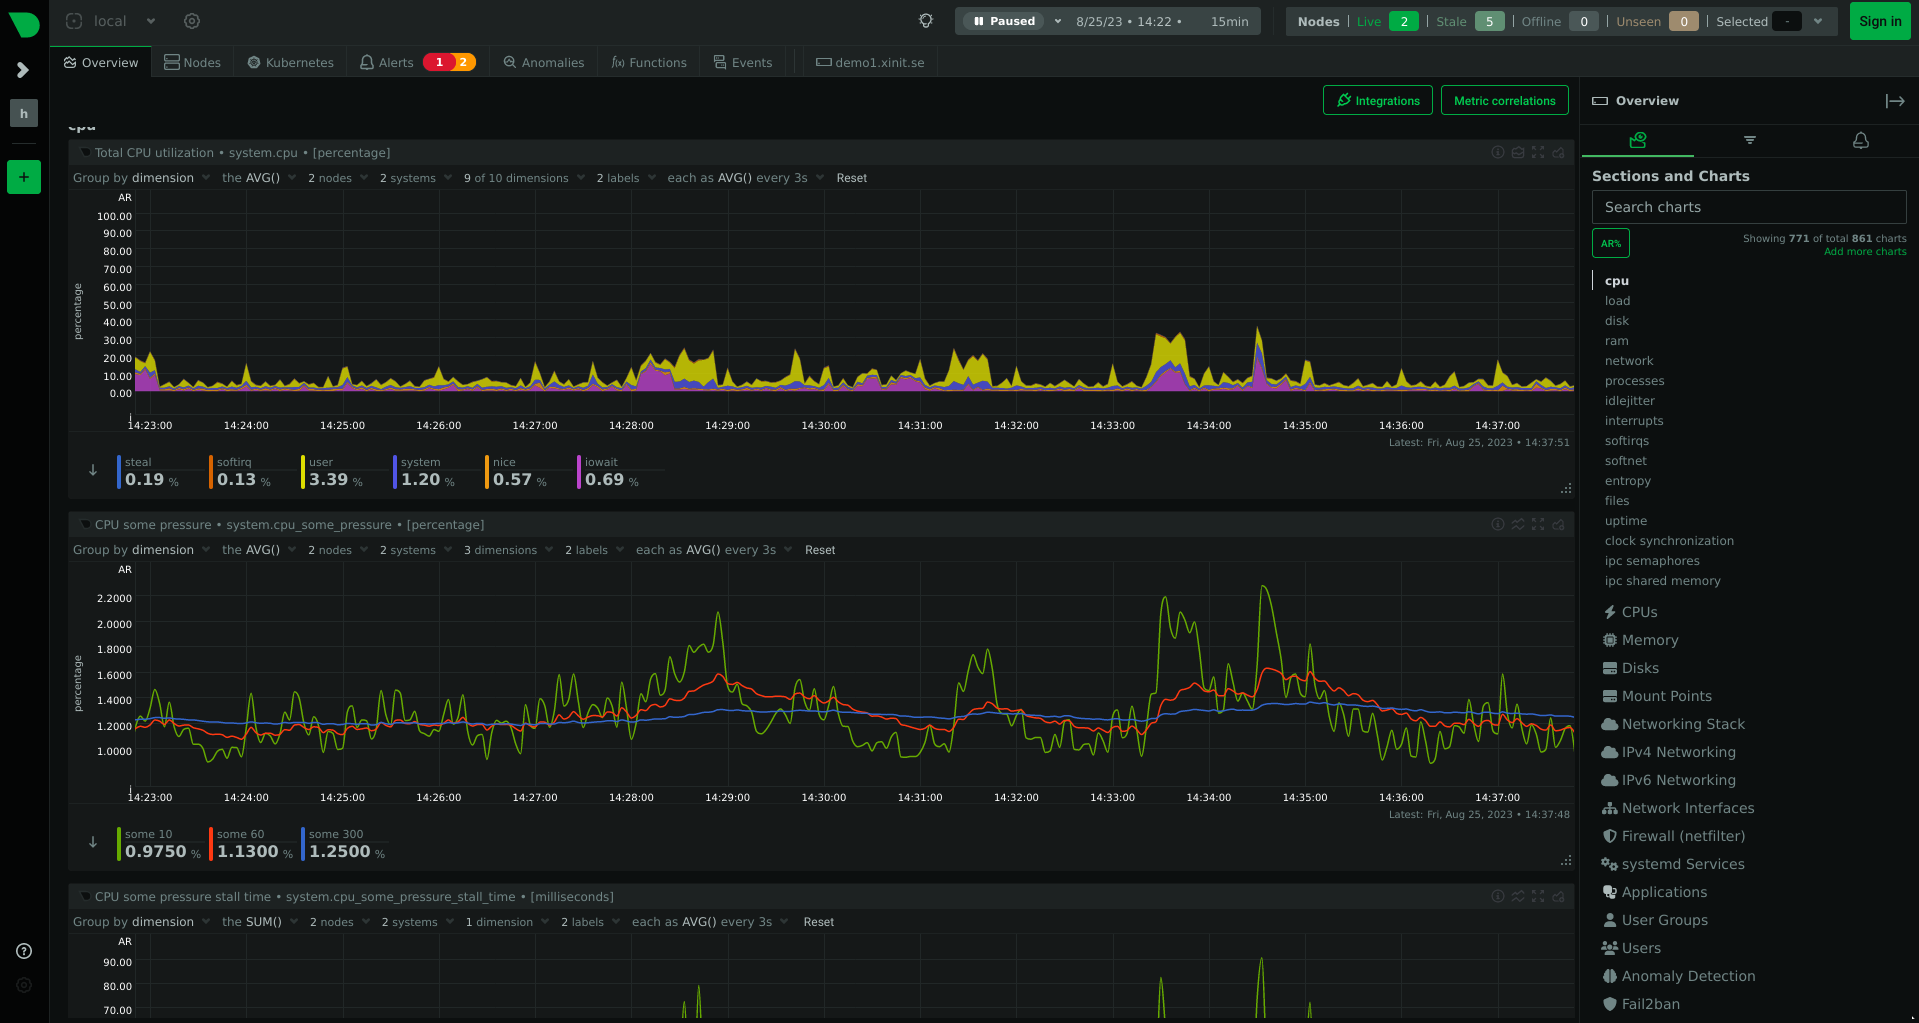 local
Paused 8/25/23 • 14:22 • 15min
Nodes Live 2 Stale 5 Offline 0 Unseen 0 Selected -
Sign in
Overview Nodes Kubernetes Alerts 1 2 Anomalies f(x) Functions Events demo1.xinit.se
h
+
Integrations Metric correlations
cpu
Total CPU utilization • system.cpu • [percentage]
Group by dimension the AVG() 2 nodes 2 systems 9 of 10 dimensions 2 labels each as AVG() every 3s Reset
AR
100.00
90.00
80.00
70.00
60.00
50.00
40.00
30.00
20.00
10.00
0.00
percentage
14:23:00 14:24:00 14:25:00 14:26:00 14:27:00 14:28:00 14:29:00 14:30:00 14:31:00 14:32:00 14:33:00 14:34:00 14:35:00 14:36:00 14:37:00
Latest: Fri, Aug 25, 2023 • 14:37:51
steal softirq user system nice iowait
0.19 % 0.13 % 3.39 % 1.20 % 0.57 % 0.69 %
CPU some pressure • system.cpu_some_pressure • [percentage]
Group by dimension the AVG() 2 nodes 2 systems 3 dimensions 2 labels each as AVG() every 3s Reset
AR
2.2000
2.0000
1.8000
1.6000
1.4000
1.2000
1.0000
percentage
14:23:00 14:24:00 14:25:00 14:26:00 14:27:00 14:28:00 14:29:00 14:30:00 14:31:00 14:32:00 14:33:00 14:34:00 14:35:00 14:36:00 14:37:00
Latest: Fri, Aug 25, 2023 • 14:37:48
some 10 some 60 some 300
0.9750 % 1.1300 % 1.2500 %
CPU some pressure stall time • system.cpu_some_pressure_stall_time • [milliseconds]
Group by dimension the SUM() 2 nodes 2 systems 1 dimension 2 labels each as AVG() every 3s Reset
AR
90.00
80.00
70.00
Overview
Sections and Charts
Search charts
AR%
Showing 771 of total 861 charts
Add more charts
cpu
load
disk
ram
network
processes
idlejitter
interrupts
softirqs
softnet
entropy
files
uptime
clock synchronization
ipc semaphores
ipc shared memory
CPUs
Memory
Disks
Mount Points
Networking Stack
IPv4 Networking
IPv6 Networking
Network Interfaces
Firewall (netfilter)
systemd Services
Applications
User Groups
Users
Anomaly Detection
Fail2ban